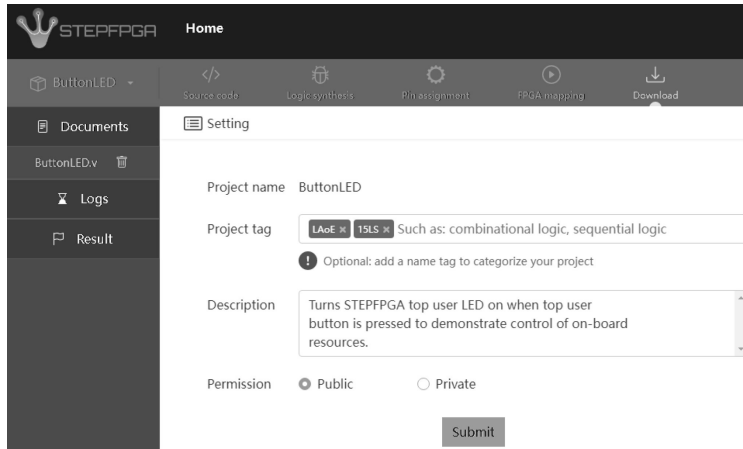 STEPFPGA
Home
ButtonLED
</>
Source code
Logic synthesis
Pin assignment
FPGA mapping
Download
Documents
Setting
ButtonLED.v
Logs
Result
Project name ButtonLED
Project tag LAoE × 15LS × Such as: combinational logic, sequential logic
! Optional: add a name tag to categorize your project
Description Turns STEPFPGA top user LED on when top user
button is pressed to demonstrate control of on-board
resources.
Permission Public Private
Submit